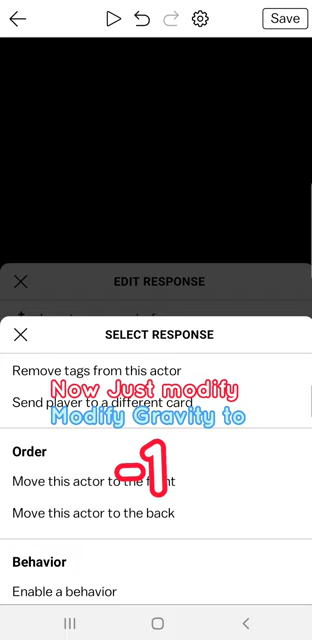 Save
EDIT RESPONSE
SELECT RESPONSE
Remove tags from this actor
Now Just modify
Send player to a different card
Modify Gravity to
-1
Order
Move this actor to the front
Move this actor to the back
Behavior
Enable a behavior